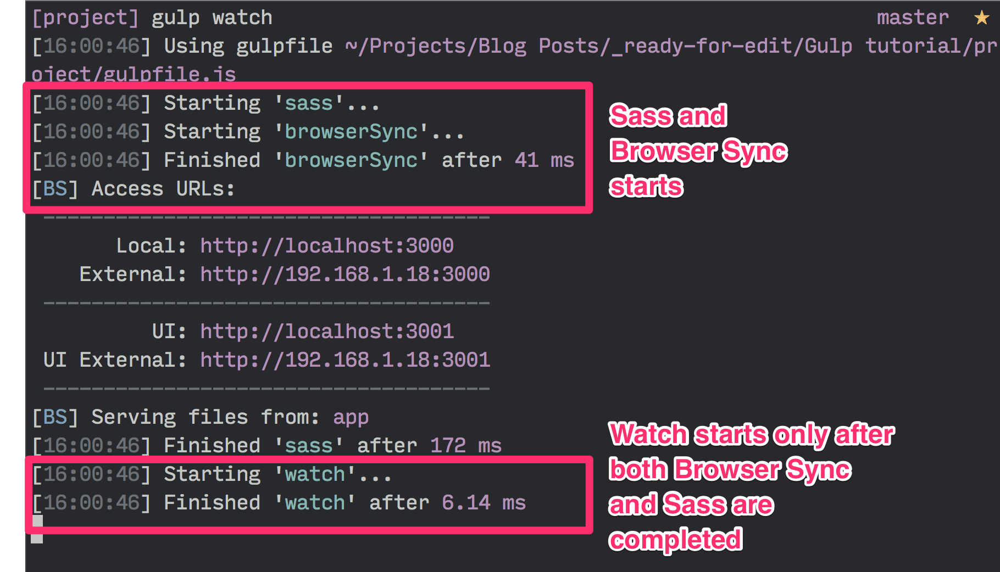 [project] gulp watch master ★
[16:00:46] Using gulpfile ~/Projects/Blog Posts/_ready-for-edit/Gulp tutorial/pr
oject/gulpfile.js
[16:00:46] Starting 'sass'...
[16:00:46] Starting 'browserSync'...
[16:00:46] Finished 'browserSync' after 41 ms
[BS] Access URLs:
Sass and
Browser Sync
starts
-------------------------------------
Local: http://localhost:3000
External: http://192.168.1.18:3000
-------------------------------------
UI: http://localhost:3001
UI External: http://192.168.1.18:3001
-------------------------------------
[BS] Serving files from: app
[16:00:46] Finished 'sass' after 172 ms
[16:00:46] Starting 'watch'...
[16:00:46] Finished 'watch' after 6.14 ms
Watch starts only after
both Browser Sync
and Sass are
completed